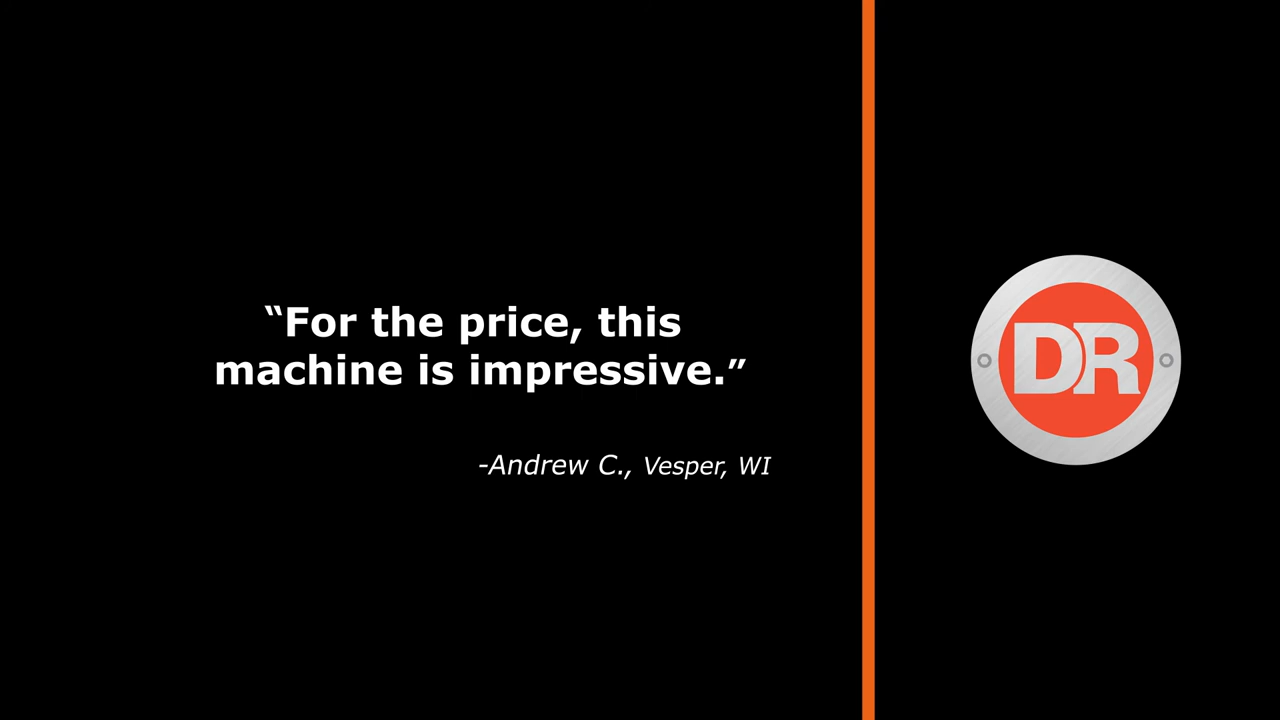 “For the price, this
machine is impressive.”
-Andrew C., Vesper, WI
DR